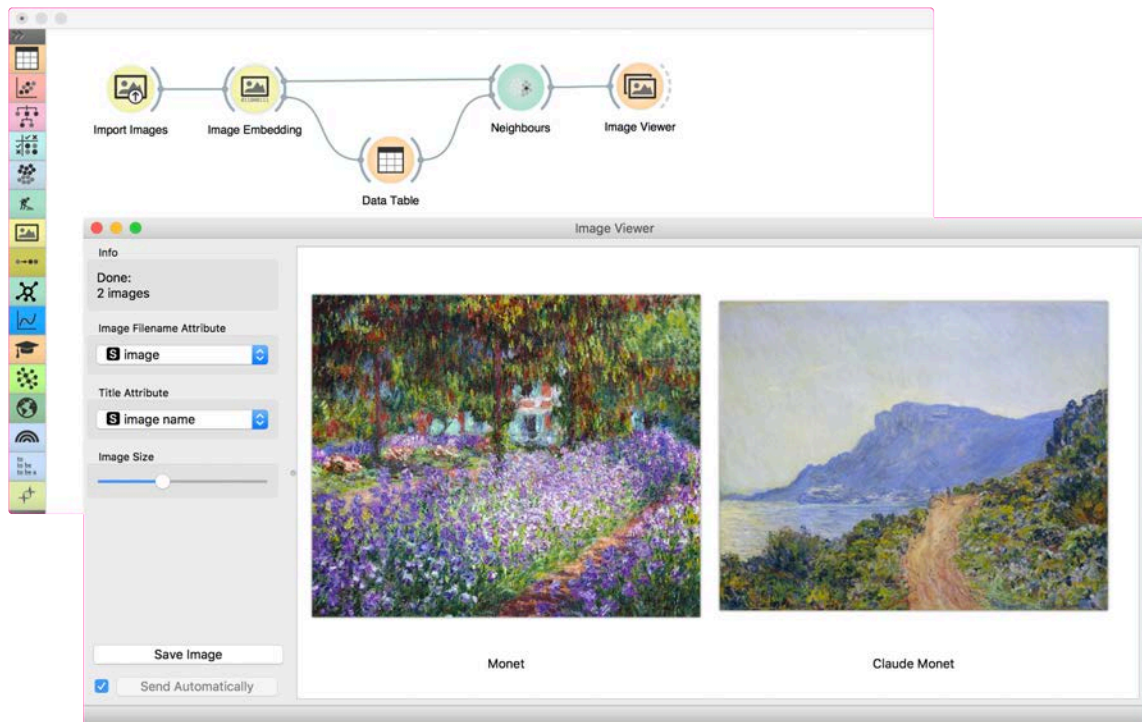 Import Images
Image Embedding
Neighbours
Image Viewer
Data Table
Image Viewer
Info
Done:
2 images
Image Filename Attribute
S image
Title Attribute
S image name
Image Size
Save Image
Send Automatically
Monet
Claude Monet